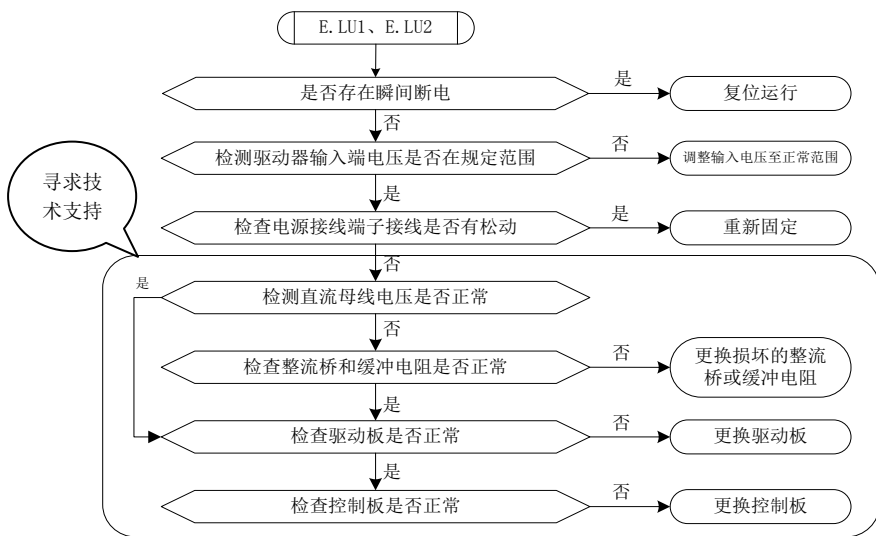 E.LU1、E.LU2
是否存在瞬间断电
是
复位运行
否
检测驱动器输入端电压是否在规定范围
否
调整输入电压至正常范围
寻求技
术支持
是
检查电源接线端子接线是否有松动
是
重新固定
否
是
检测直流母线电压是否正常
否
检查整流桥和缓冲电阻是否正常
否
更换损坏的整流
桥或缓冲电阻
是
检查驱动板是否正常
否
更换驱动板
是
检查控制板是否正常
否
更换控制板